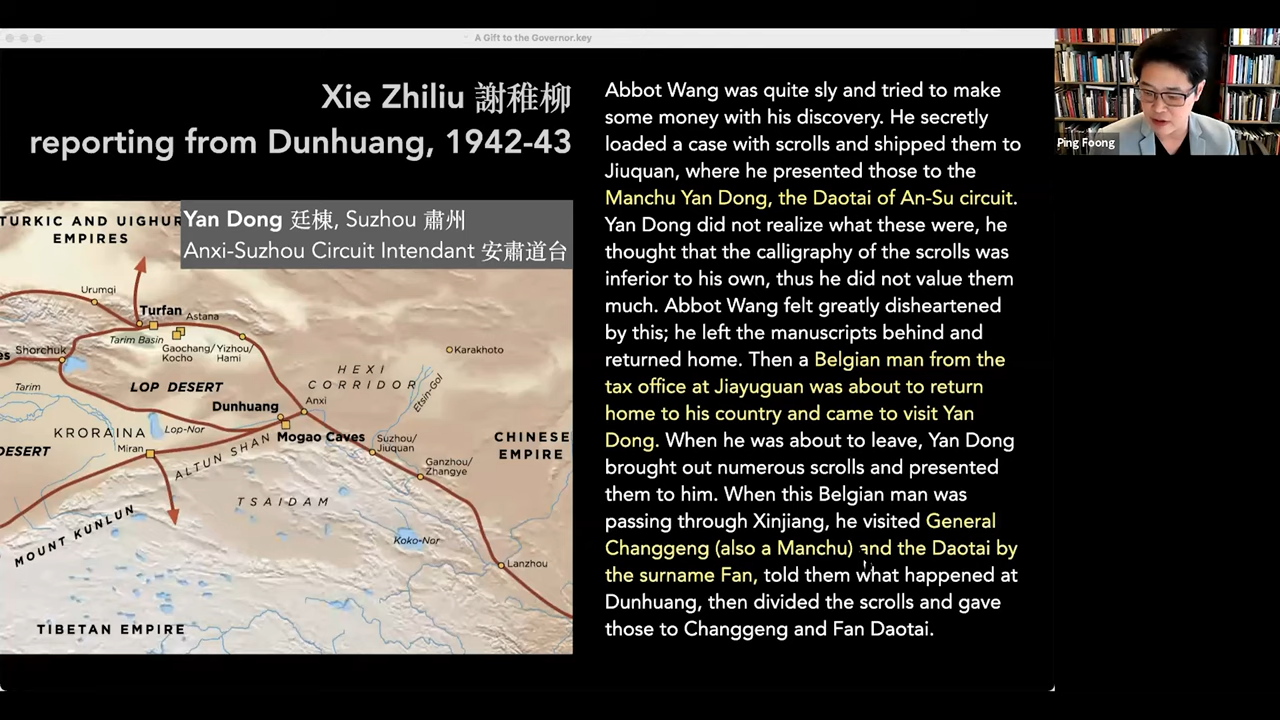 A Gift to the Governor.key
Xie Zhiliu 謝稚柳
reporting from Dunhuang, 1942-43
Yan Dong 廷棟, Suzhou 肅州
Anxi-Suzhou Circuit Intendant 安肅道台
TURKIC AND UIGHUR
EMPIRES
Urumqi
Turfan
Astana
Tarim Basin
Gaochang/
Kocho
Yizhou/
Hami
Shorchuk
Karakhoto
HEXI
CORRIDOR
Etsin-Gol
Tarim
LOP DESERT
Dunhuang
Anxi
Lop-Nor
KRORAINA
Mogao Caves
Miran
ALTUN SHAN
Suzhou/
Jiuquan
CHINESE
EMPIRE
DESERT
Ganzhou/
Zhangye
TSAIDAM
MOUNT KUNLUN
Koko-Nor
Lanzhou
TIBETAN EMPIRE
Abbot Wang was quite sly and tried to make
some money with his discovery. He secretly
loaded a case with scrolls and shipped them to
Jiuquan, where he presented those to the
Manchu Yan Dong, the Daotai of An-Su circuit.
Yan Dong did not realize what these were, he
thought that the calligraphy of the scrolls was
inferior to his own, thus he did not value them
much. Abbot Wang felt greatly disheartened
by this; he left the manuscripts behind and
returned home. Then a Belgian man from the
tax office at Jiayuguan was about to return
home to his country and came to visit Yan
Dong. When he was about to leave, Yan Dong
brought out numerous scrolls and presented
them to him. When this Belgian man was
passing through Xinjiang, he visited General
Changgeng (also a Manchu) and the Daotai by
the surname Fan, told them what happened at
Dunhuang, then divided the scrolls and gave
those to Changgeng and Fan Daotai.
Ping Foong